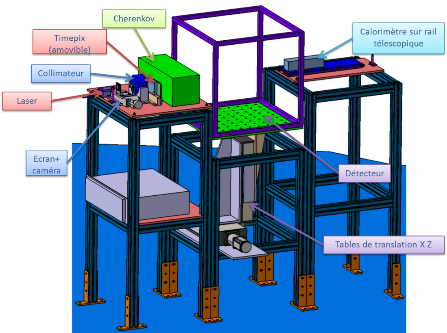 Cherenkov
Timepix
(amovible)
Collimateur
Laser
Ecran+
caméra
Calorimètre sur rail
télescopique
Détecteur
Tables de translation X Z